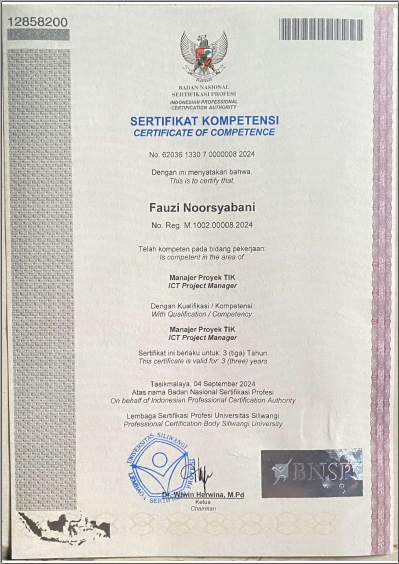 12858200
BADAN NASIONAL
SERTIFIKASI PROFESI
INDONESIAN PROFESSIONAL
CERTIFICATION AUTHORITY
SERTIFIKAT KOMPETENSI
CERTIFICATE OF COMPETENCE
No. 62036 1330 7 0000008 2024
Dengan ini menyatakan bahwa,
This is to certify that,
Fauzi Noorsyabani
No. Reg. M.1002.00008.2024
Telah kompeten pada bidang pekerjaan:
Is competent in the area of:
Manajer Proyek TIK
ICT Project Manager
Dengan Kualifikasi / Kompetensi:
With Qualification / Competency:
Manajer Proyek TIK
ICT Project Manager
Sertifikat ini berlaku untuk: 3 (tiga) Tahun
This certificate is valid for: 3 (three) years
Tasikmalaya, 04 September 2024
Atas nama Badan Nasional Sertifikasi Profesi
On behalf of Indonesian Professional Certification Authority
Lembaga Sertifikasi Profesi Universitas Siliwangi
Professional Certification Body Siliwangi University
UNIVERSITAS SILIWANGI
BNSP
Dr. Wiwin Herwina, M.Pd
Ketua
Chairman